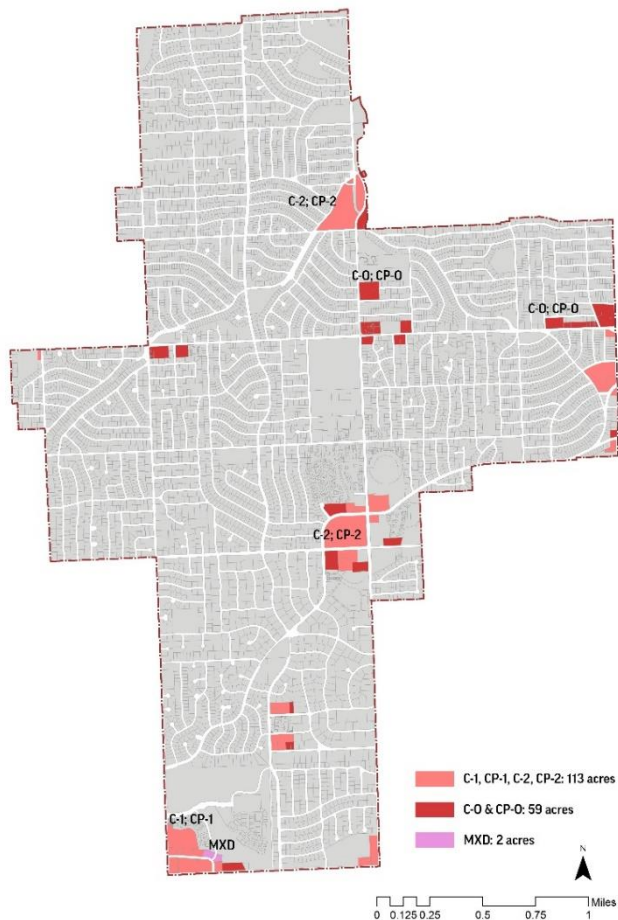 C-2; CP-2
C-O; CP-O
C-O; CP-O
C-2; CP-2
C-1, CP-1, C-2, CP-2: 113 acres
C-O & CP-O: 59 acres
C-1; CP-1
MXD
MXD: 2 acres
N
Miles
0 0.125 0.25 0.5 0.75 1